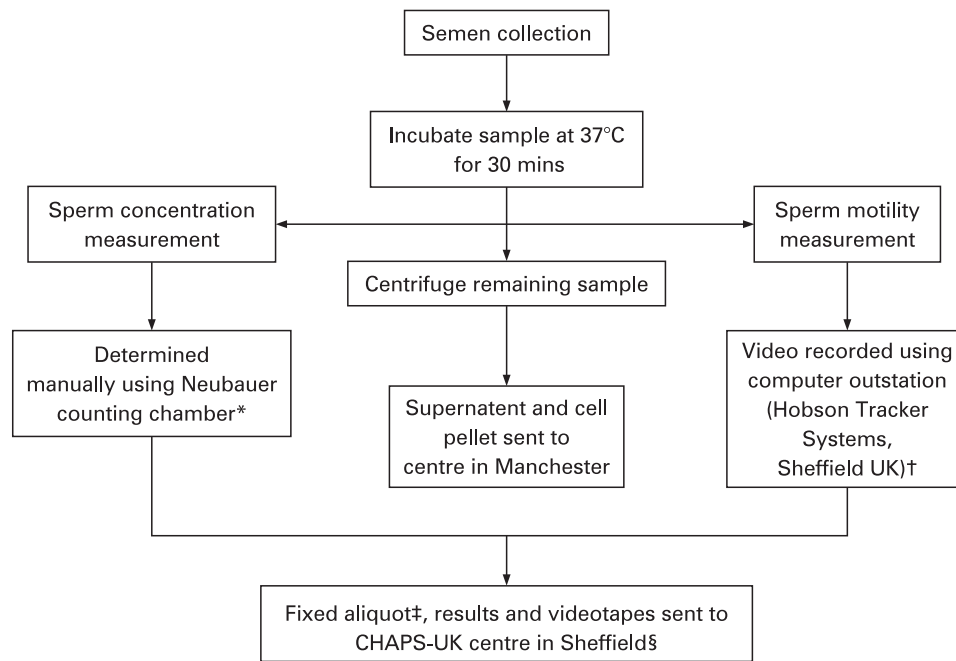 Semen collection
Incubate sample at 37°C
for 30 mins
Sperm concentration
measurement
Sperm motility
measurement
Centrifuge remaining sample
Determined
manually using Neubauer
counting chamber*
Supernatent and cell
pellet sent to
centre in Manchester
Video recorded using
computer outstation
(Hobson Tracker
Systems,
Sheffield UK)†
Fixed aliquot‡, results and videotapes sent to
CHAPS-UK centre in Sheffield§